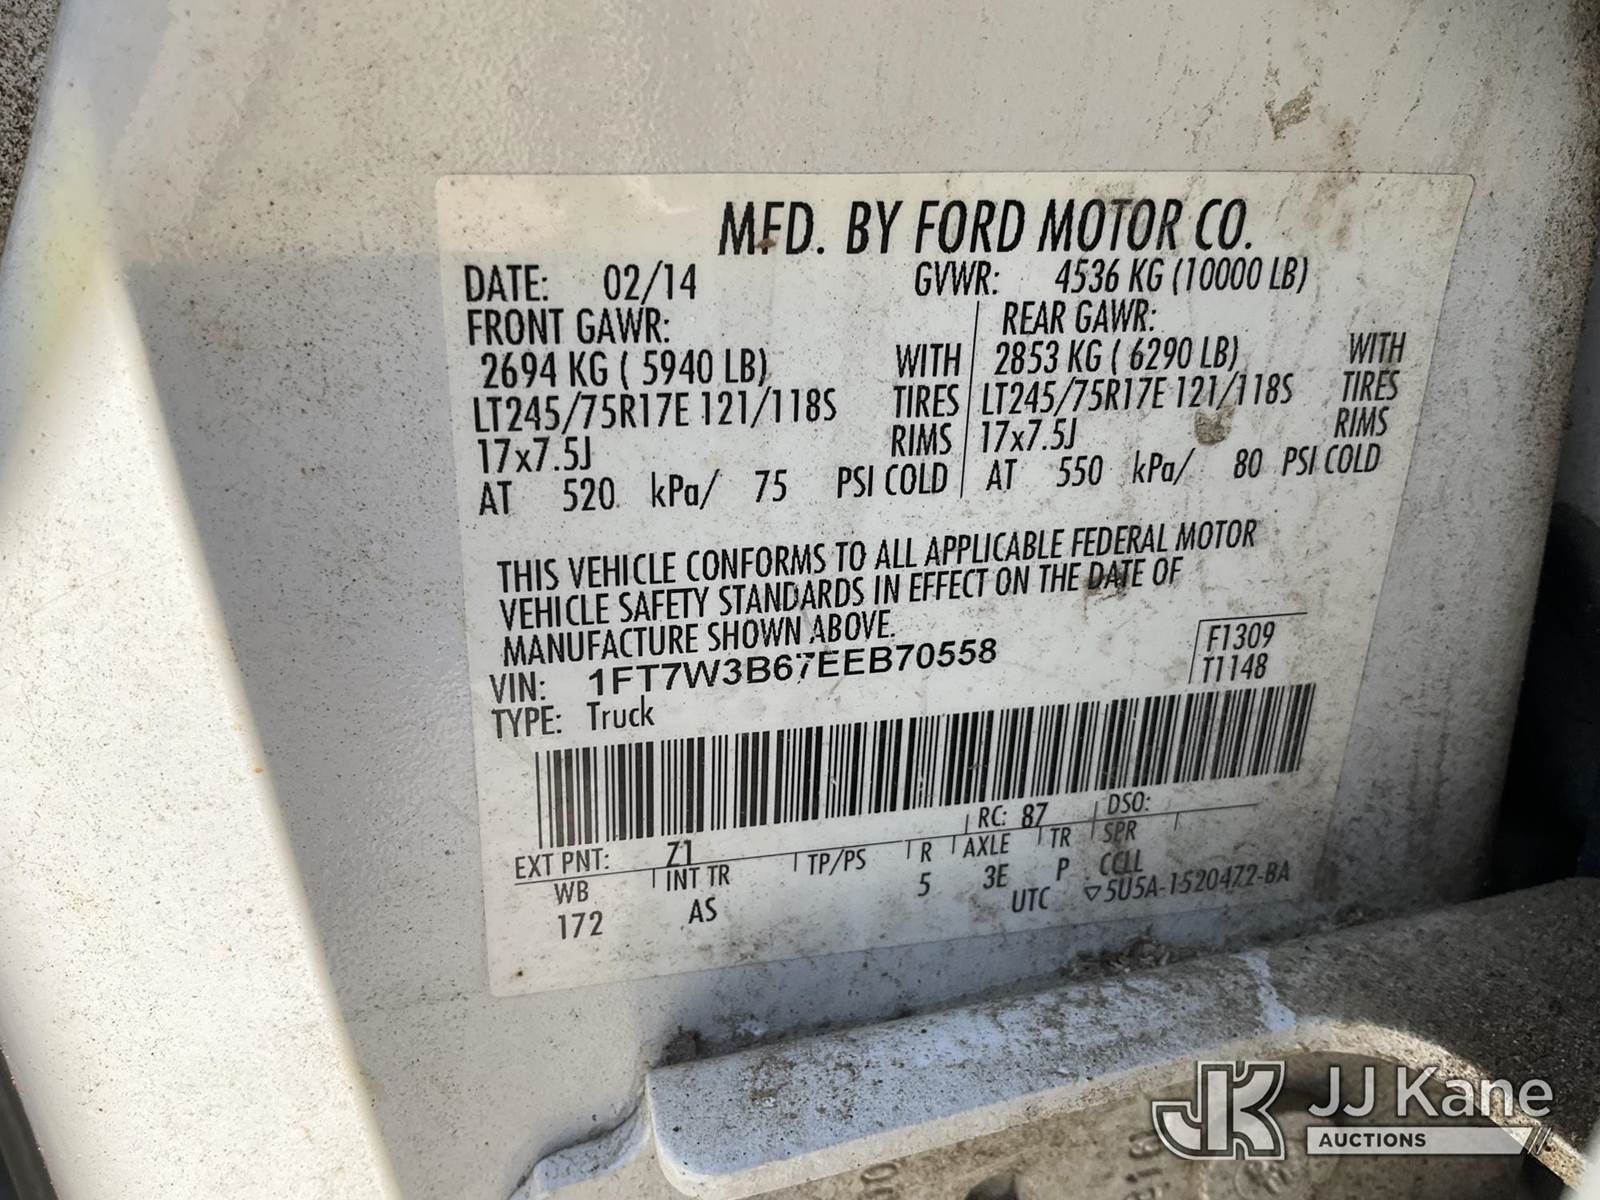 MFD. BY FORD MOTOR CO.
DATE: 02/14 GVWR: 4536 KG (10000 LB)
FRONT GAWR: REAR GAWR:
2694 KG ( 5940 LB) WITH 2853 KG ( 6290 LB) WITH
LT245/75R17E 121/118S TIRES LT245/75R17E 121/118S TIRES
17x7.5J RIMS 17x7.5J RIMS
AT 520 kPa/ 75 PSI COLD AT 550 kPa/ 80 PSI COLD
THIS VEHICLE CONFORMS TO ALL APPLICABLE FEDERAL MOTOR
VEHICLE SAFETY STANDARDS IN EFFECT ON THE DATE OF
MANUFACTURE SHOWN ABOVE.
VIN: 1FT7W3B67EEB70558 F1309
TYPE: Truck T1148
EXT PNT: Z1 RC: 87 DSO:
WB INT TR TP/PS R AXLE TR SPR
172 AS 5 3E P CCLL
UTC ▽5U5A-1520472-BA
JK JJ Kane
AUCTIONS